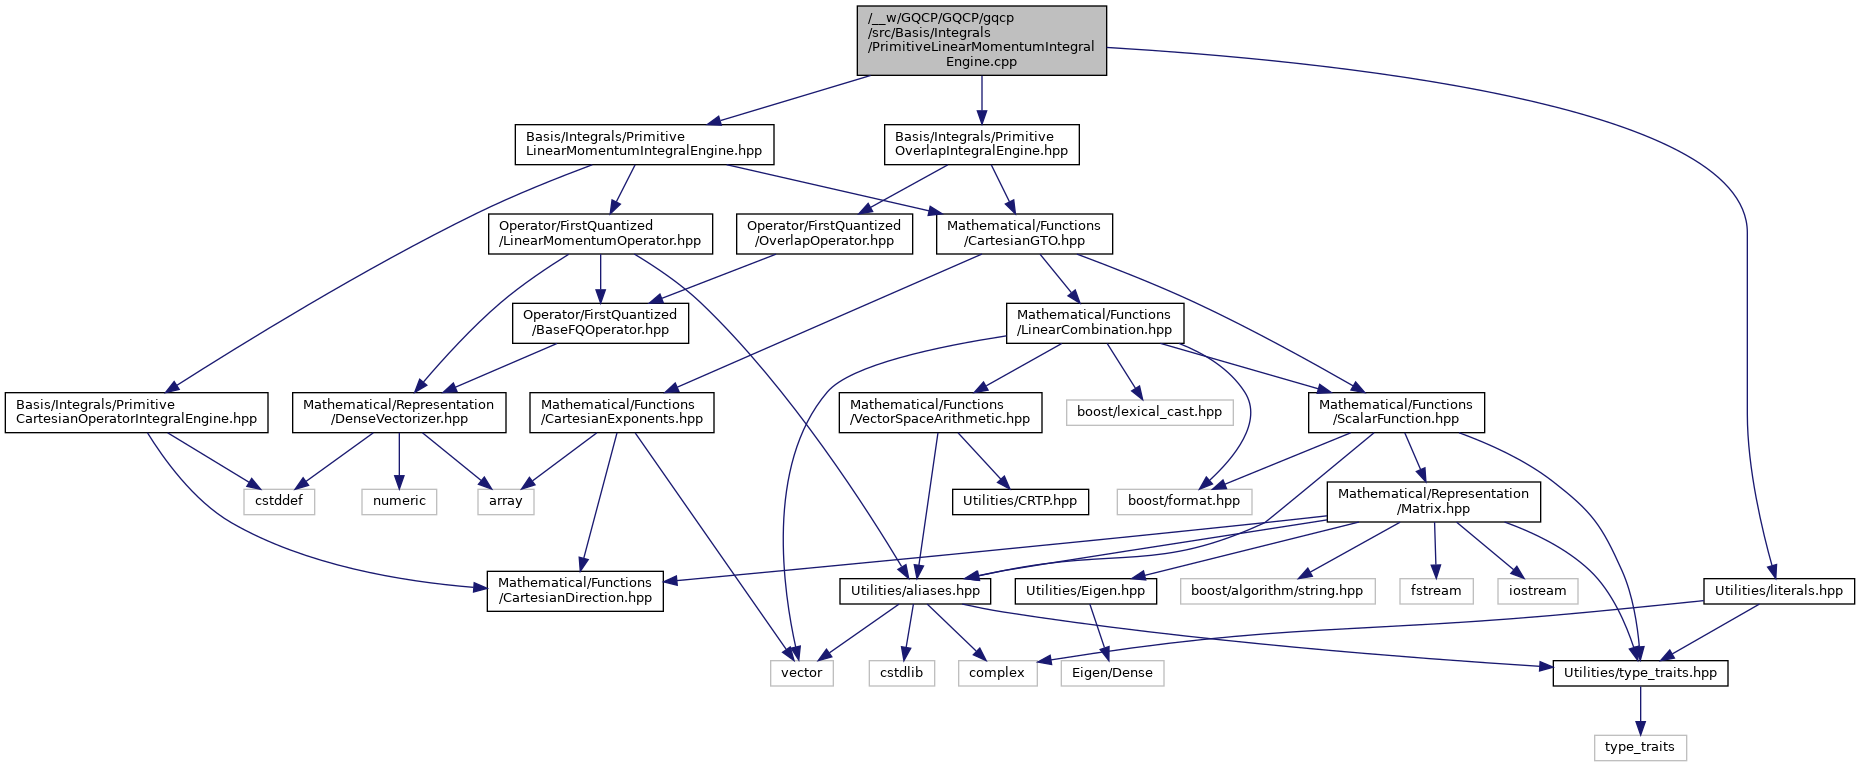 /__w/GQCP/GQCP/gqcp
/src/Basis/Integrals
/PrimitiveLinearMomentumIntegral
Engine.cpp
Basis/Integrals/Primitive
LinearMomentumIntegralEngine.hpp
Basis/Integrals/Primitive
OverlapIntegralEngine.hpp
Operator/FirstQuantized
/LinearMomentumOperator.hpp
Operator/FirstQuantized
/OverlapOperator.hpp
Mathematical/Functions
/CartesianGTO.hpp
Operator/FirstQuantized
/BaseFQOperator.hpp
Mathematical/Functions
/LinearCombination.hpp
Basis/Integrals/Primitive
CartesianOperatorIntegralEngine.hpp
Mathematical/Representation
/DenseVectorizer.hpp
Mathematical/Functions
/CartesianExponents.hpp
Mathematical/Functions
/VectorSpaceArithmetic.hpp
boost/lexical_cast.hpp
Mathematical/Functions
/ScalarFunction.hpp
cstddef
numeric
array
Utilities/CRTP.hpp
boost/format.hpp
Mathematical/Representation
/Matrix.hpp
Mathematical/Functions
/CartesianDirection.hpp
Utilities/aliases.hpp
Utilities/Eigen.hpp
boost/algorithm/string.hpp
fstream
iostream
Utilities/literals.hpp
vector
cstdlib
complex
Eigen/Dense
Utilities/type_traits.hpp
type_traits